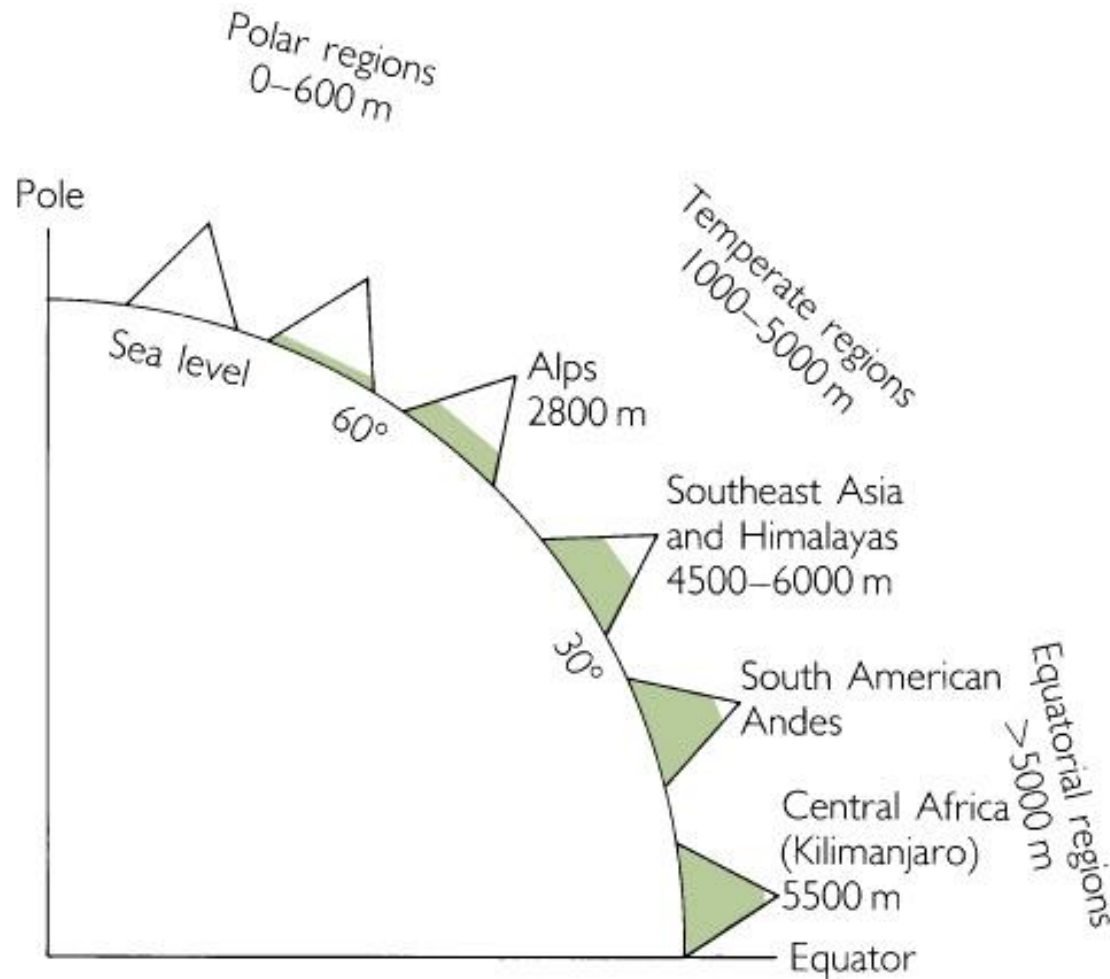 Polar regions
0–600 m
Pole
Temperate regions
1000–5000 m
Sea level
60°
Alps
2800 m
Southeast Asia
and Himalayas
4500–6000 m
30°
South American
Andes
Equatorial regions
>5000 m
Central Africa
(Kilimanjaro)
5500 m
Equator